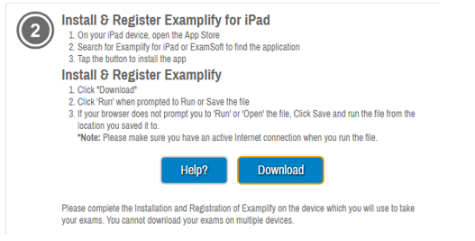 2
Install & Register Examplify for iPad
1. On your iPad device, open the App Store
2. Search for Examplify for iPad or ExamSoft to find the application
3. Tap the button to install the app
Install & Register Examplify
1. Click "Download"
2. Click 'Run' when prompted to Run or Save the file
3. If your browser does not prompt you to 'Run' or 'Open' the file, Click Save and run the file from the
location you saved it to.
*Note: Please make sure you have an active Internet connection when you run the file.
Help? Download
Please complete the Installation and Registration of Examplify on the device which you will use to take
your exams. You cannot download your exams on multiple devices.